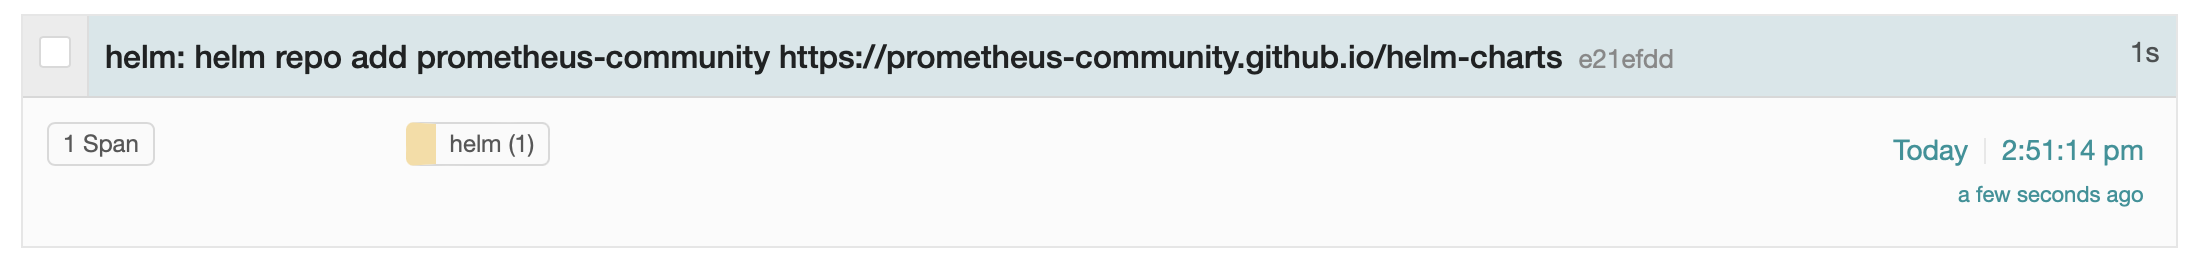 helm: helm repo add prometheus-community https://prometheus-community.github.io/helm-charts e21efdd 1s
1 Span helm (1) Today 2:51:14 pm
a few seconds ago